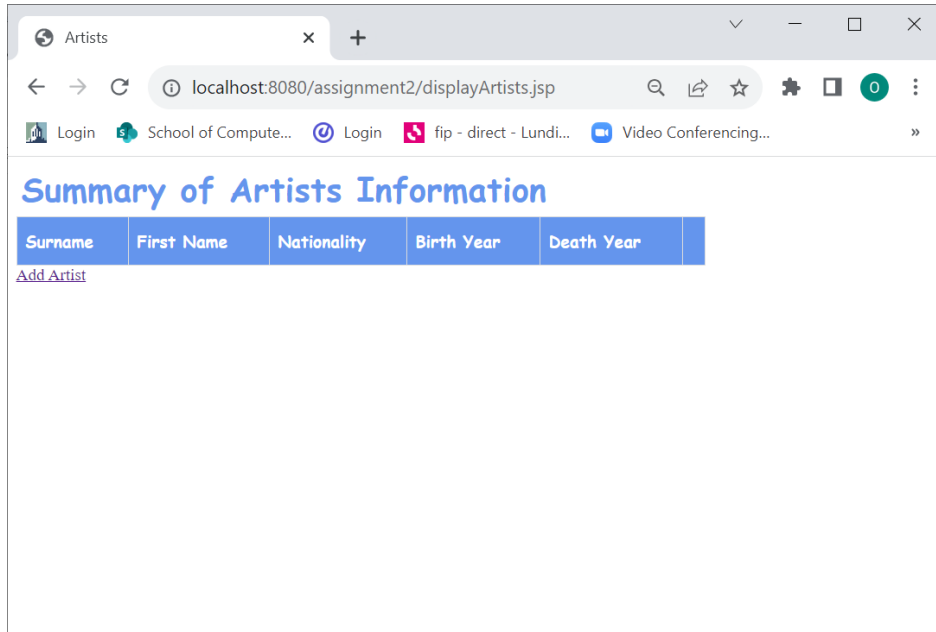 Artists
localhost:8080/assignment2/displayArtists.jsp
O
Login School of Compute... Login fip - direct - Lundi... Video Conferencing... »
Summary of Artists Information
Surname First Name Nationality Birth Year Death Year
Add Artist